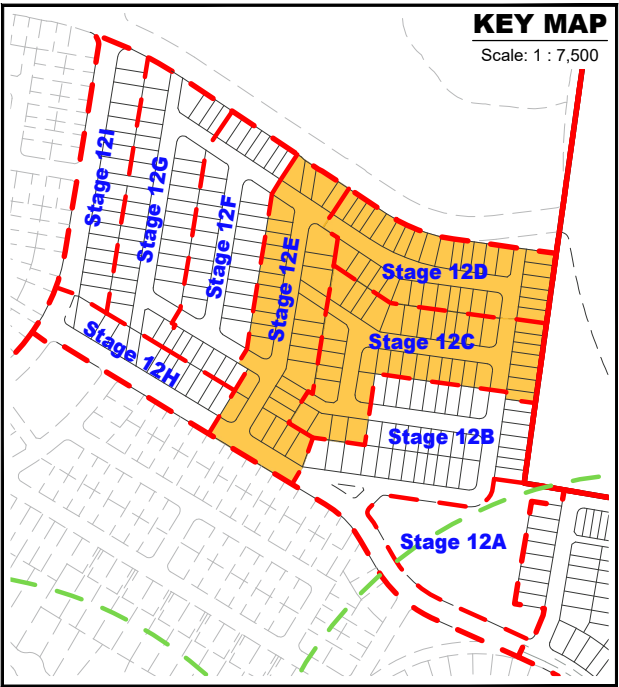 KEY MAP
Scale: 1 : 7,500
Stage 12I
Stage 12G
Stage 12F
Stage 12E
Stage 12D
Stage 12C
Stage 12H
Stage 12B
Stage 12A